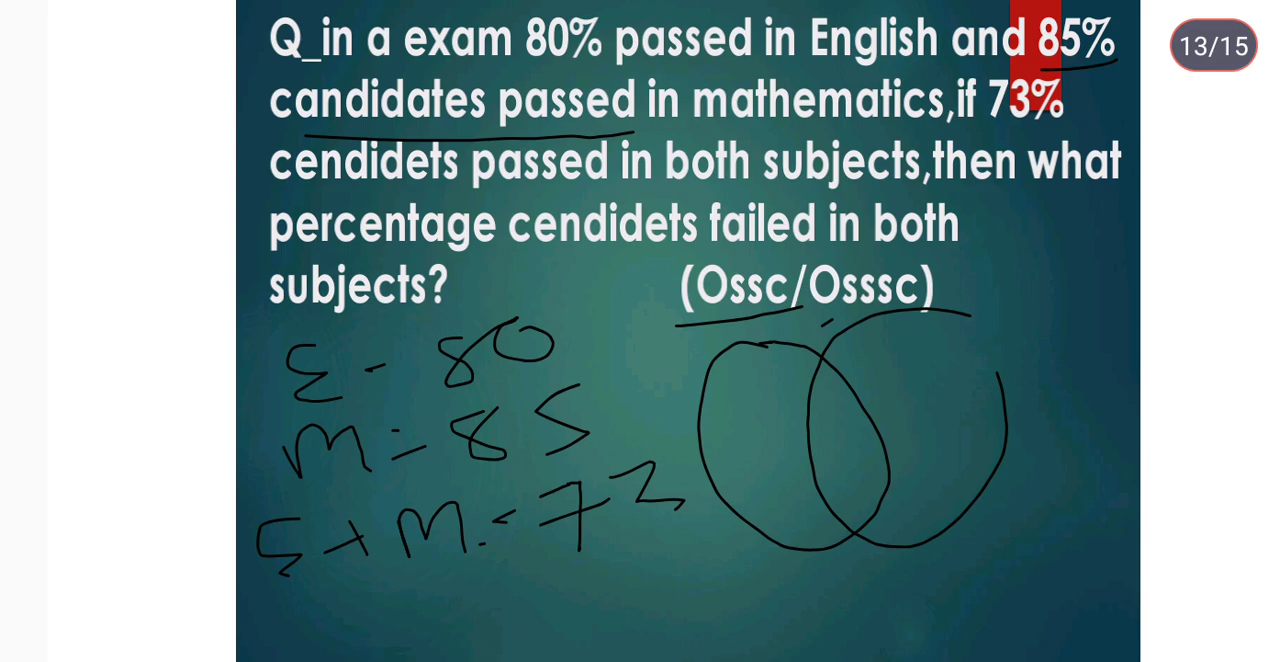 Q_in a exam 80% passed in English and 85%
13/15
candidates passed in mathematics,if 73%
cendidets passed in both subjects,then what
percentage cendidets failed in both
subjects? (Ossc/Osssc)
E - 80
m = 85
E + M = 73